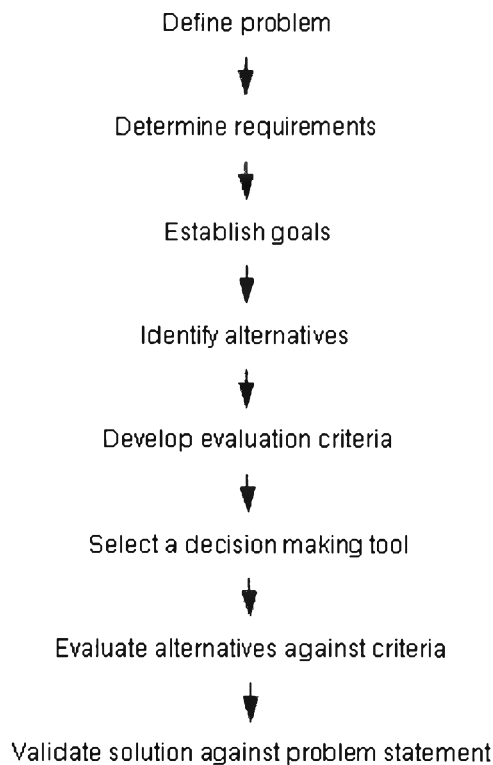 Define problem
Determine requirements
Establish goals
Identify alternatives
Develop evaluation criteria
Select a decision making tool
Evaluate alternatives against criteria
Validate solution against problem statement